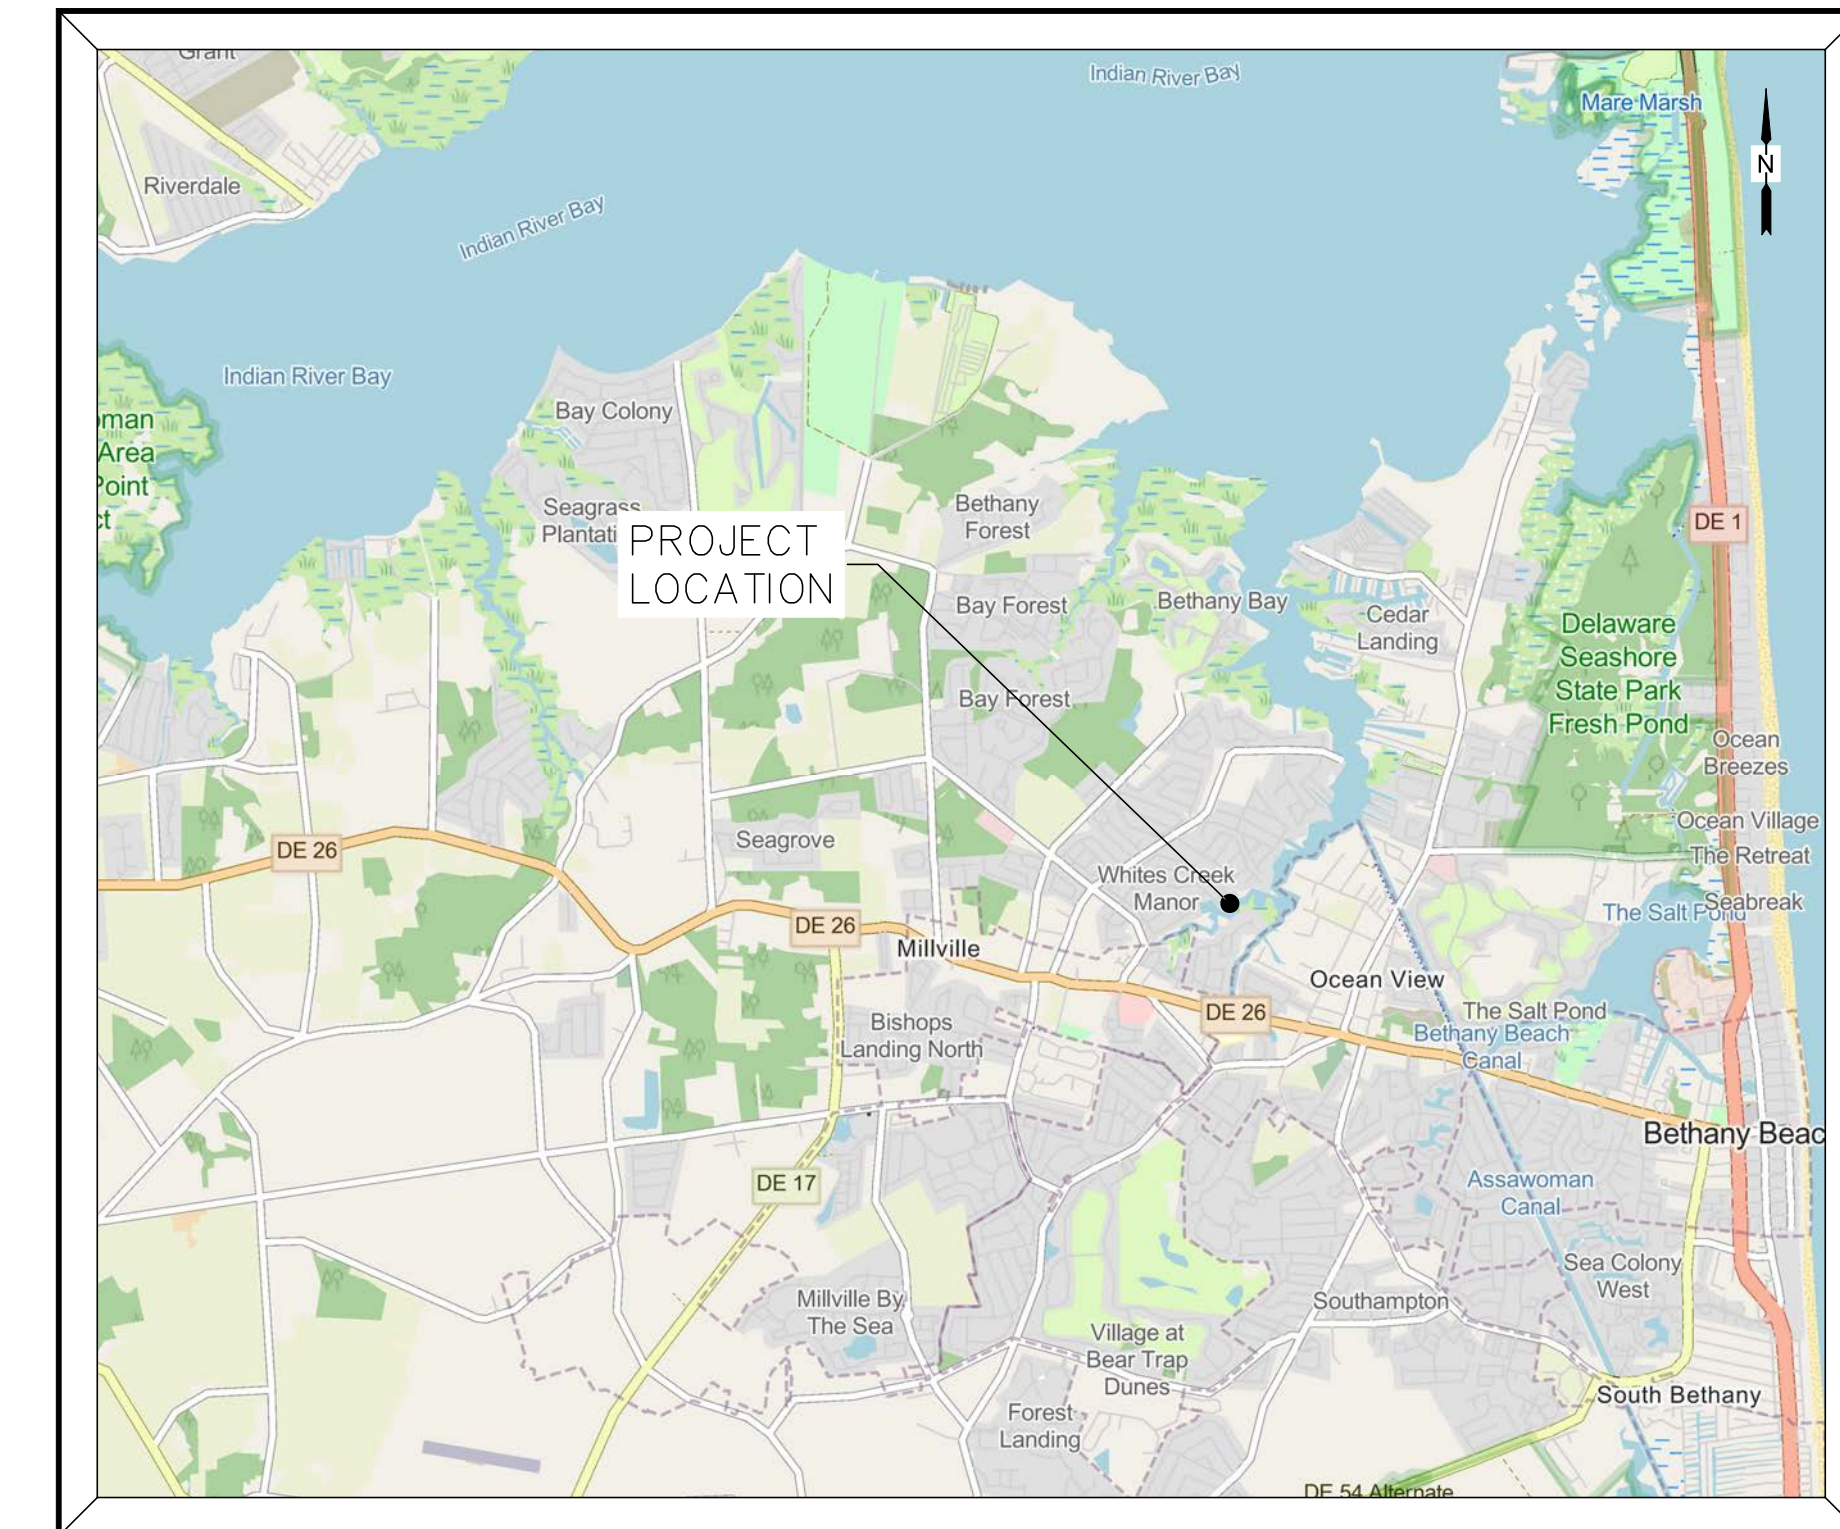 Grant
Indian River Bay
Mare Marsh
N
Riverdale
Indian River Bay
Indian River Bay
Bay Colony
oman
Area
Point
ct
Seagrass
Plantati
Bethany
Forest
DE 1
PROJECT
LOCATION
Bay Forest
Bethany Bay
Cedar
Landing
Delaware
Seashore
State Park
Fresh Pond
Bay Forest
Ocean
Breezes
Ocean Village
The Retreat
Seabreak
DE 26
Seagrove
Whites Creek
Manor
The Salt Pond
DE 26
Millville
Ocean View
DE 26
The Salt Pond
Bethany Beach
Canal
Bishops
Landing North
Bethany Beac
DE 17
Assawoman
Canal
Sea Colony
West
Millville By
The Sea
Southampton
Village at
Bear Trap
Dunes
South Bethany
Forest
Landing
DE 54 Alternate